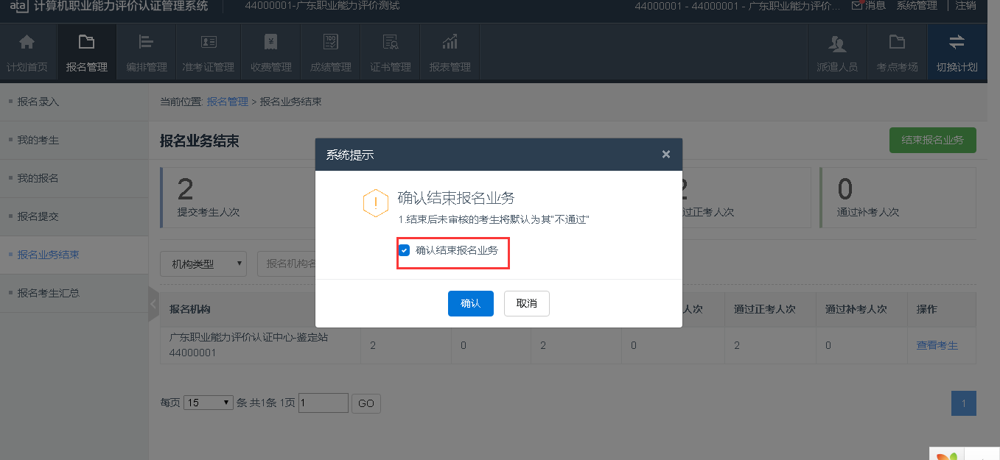 ata 计算机职业能力评价认证管理系统
44000001-广东职业能力评价测试
44000001 - 44000001 - 广东职业能力评价... 消息 系统管理 注销
计划首页 报名管理 编排管理 准考证管理 收费管理 成绩管理 证书管理 报表管理 派遣人员 考点考场 切换计划
报名录入
我的考生
我的报名
报名提交
报名业务结束
报名考生汇总
当前位置: 报名管理 > 报名业务结束
报名业务结束
结束报名业务
2
提交考生人次
2
过正考人次
0
通过补考人次
系统提示 ×
确认结束报名业务
1.结束后未审核的考生将默认为其"不通过"
确认结束报名业务
确认 取消
机构类型 报名机构名
报名机构 人次 通过正考人次 通过补考人次 操作
广东职业能力评价认证中心-鉴定站
44000001 2 0 2 0 2 0 查看考生
每页 15 条 共1条 1页 1 GO
1